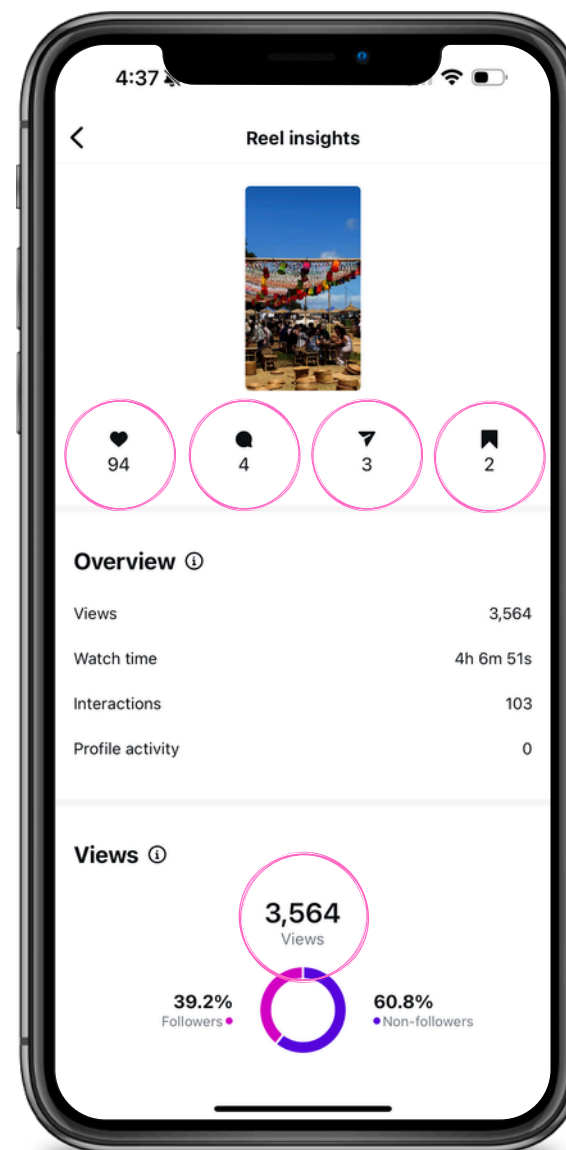 4:37
Reel insights
94 4 3 2
Overview
Views 3,564
Watch time 4h 6m 51s
Interactions 103
Profile activity 0
Views
3,564
Views
39.2% 60.8%
Followers Non-followers